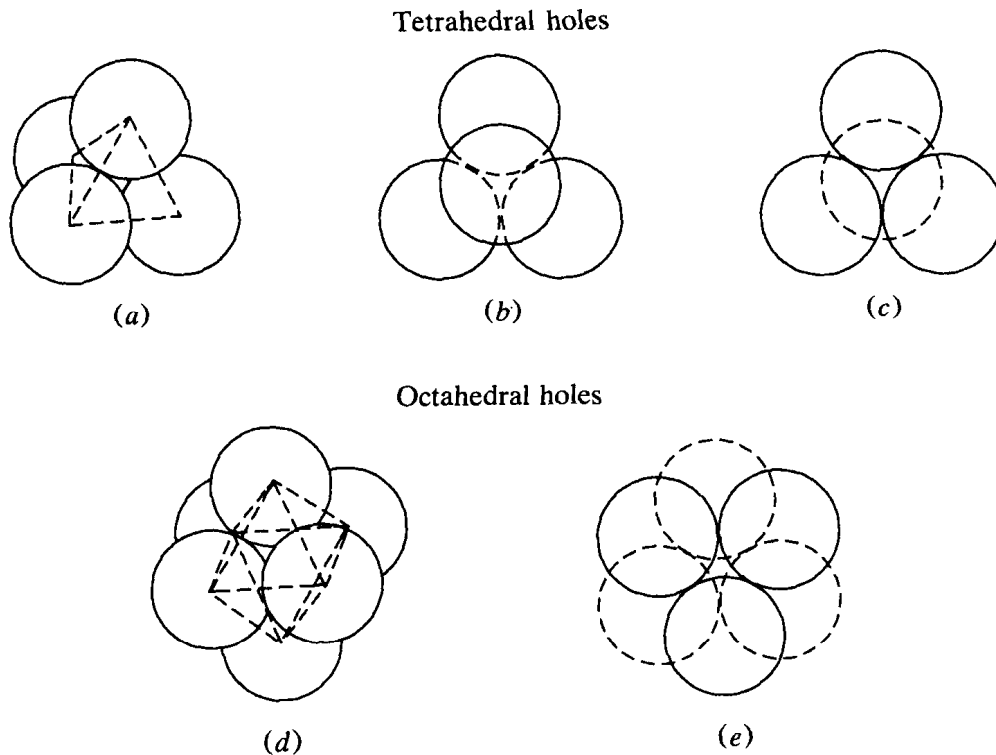 Tetrahedral holes
(a)
(b)
(c)
Octahedral holes
(d)
(e)